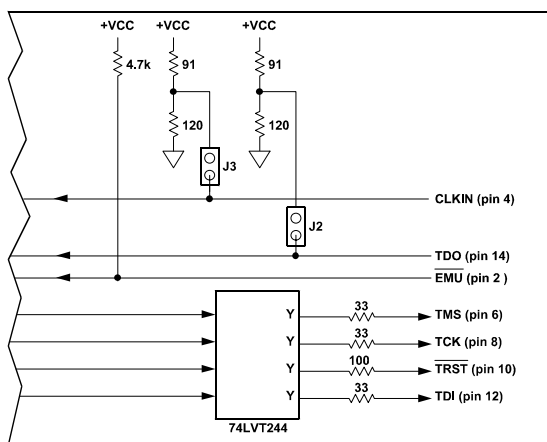 +VCC +VCC +VCC
4.7k 91 91
120 120
J3
CLKIN (pin 4)
J2
TDO (pin 14)
EMU (pin 2 )
Y 33 TMS (pin 6)
Y 33 TCK (pin 8)
Y 100 TRST (pin 10)
Y 33 TDI (pin 12)
74LVT244